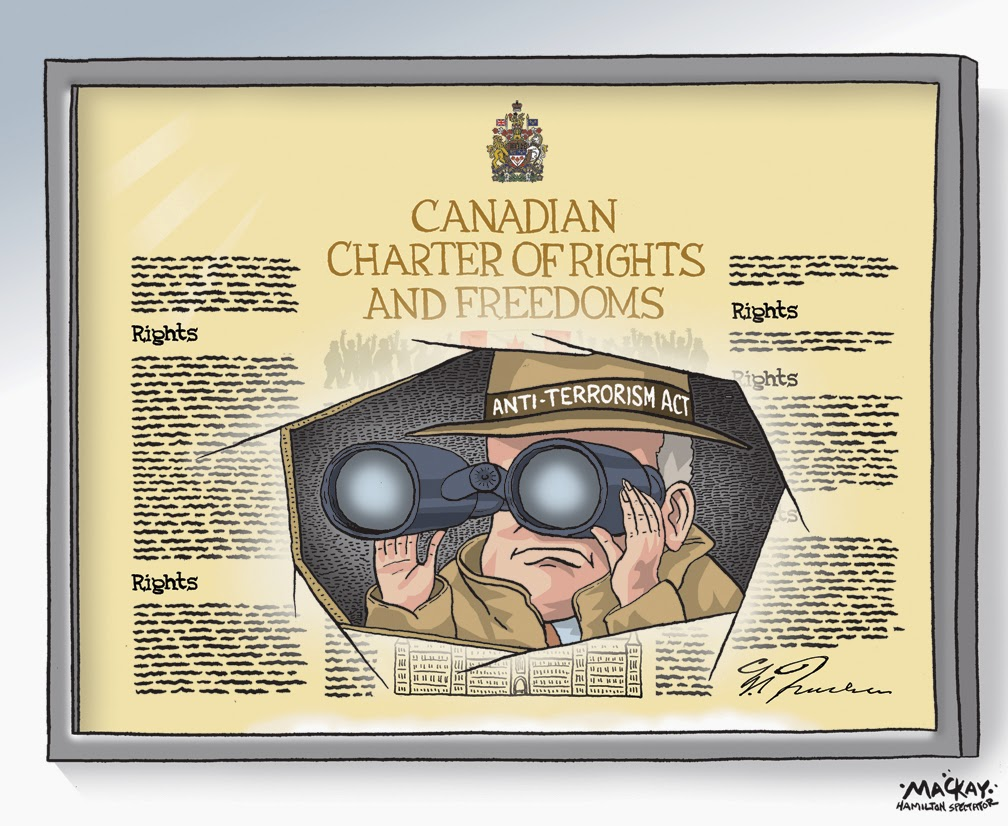 CANADIAN
CHARTER OF RIGHTS
AND FREEDOMS
Rights
Rights
ANTI-TERRORISM ACT
Rights
Rights
MACKAY
HAMILTON SPECTATOR